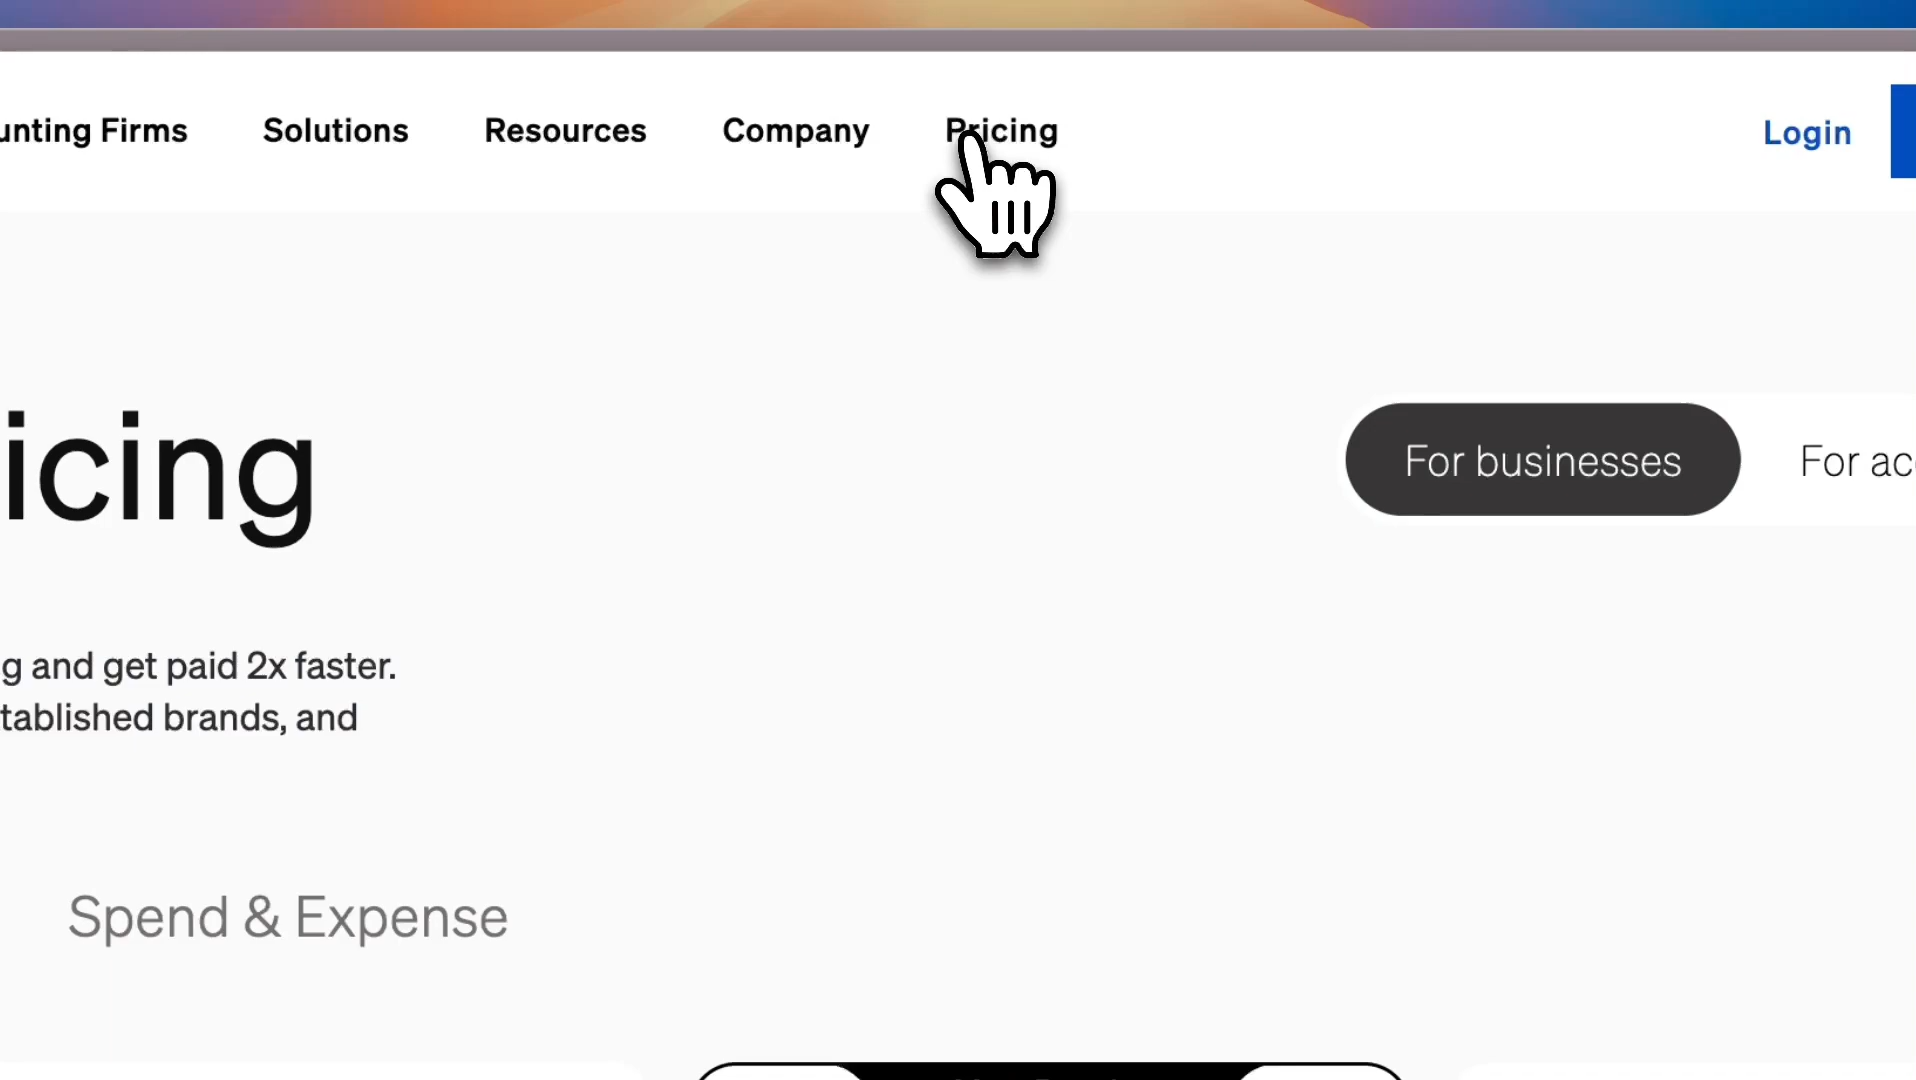 unting Firms Solutions Resources Company Pricing Login
icing
For businesses For ac
g and get paid 2x faster.
tablished brands, and
Spend & Expense